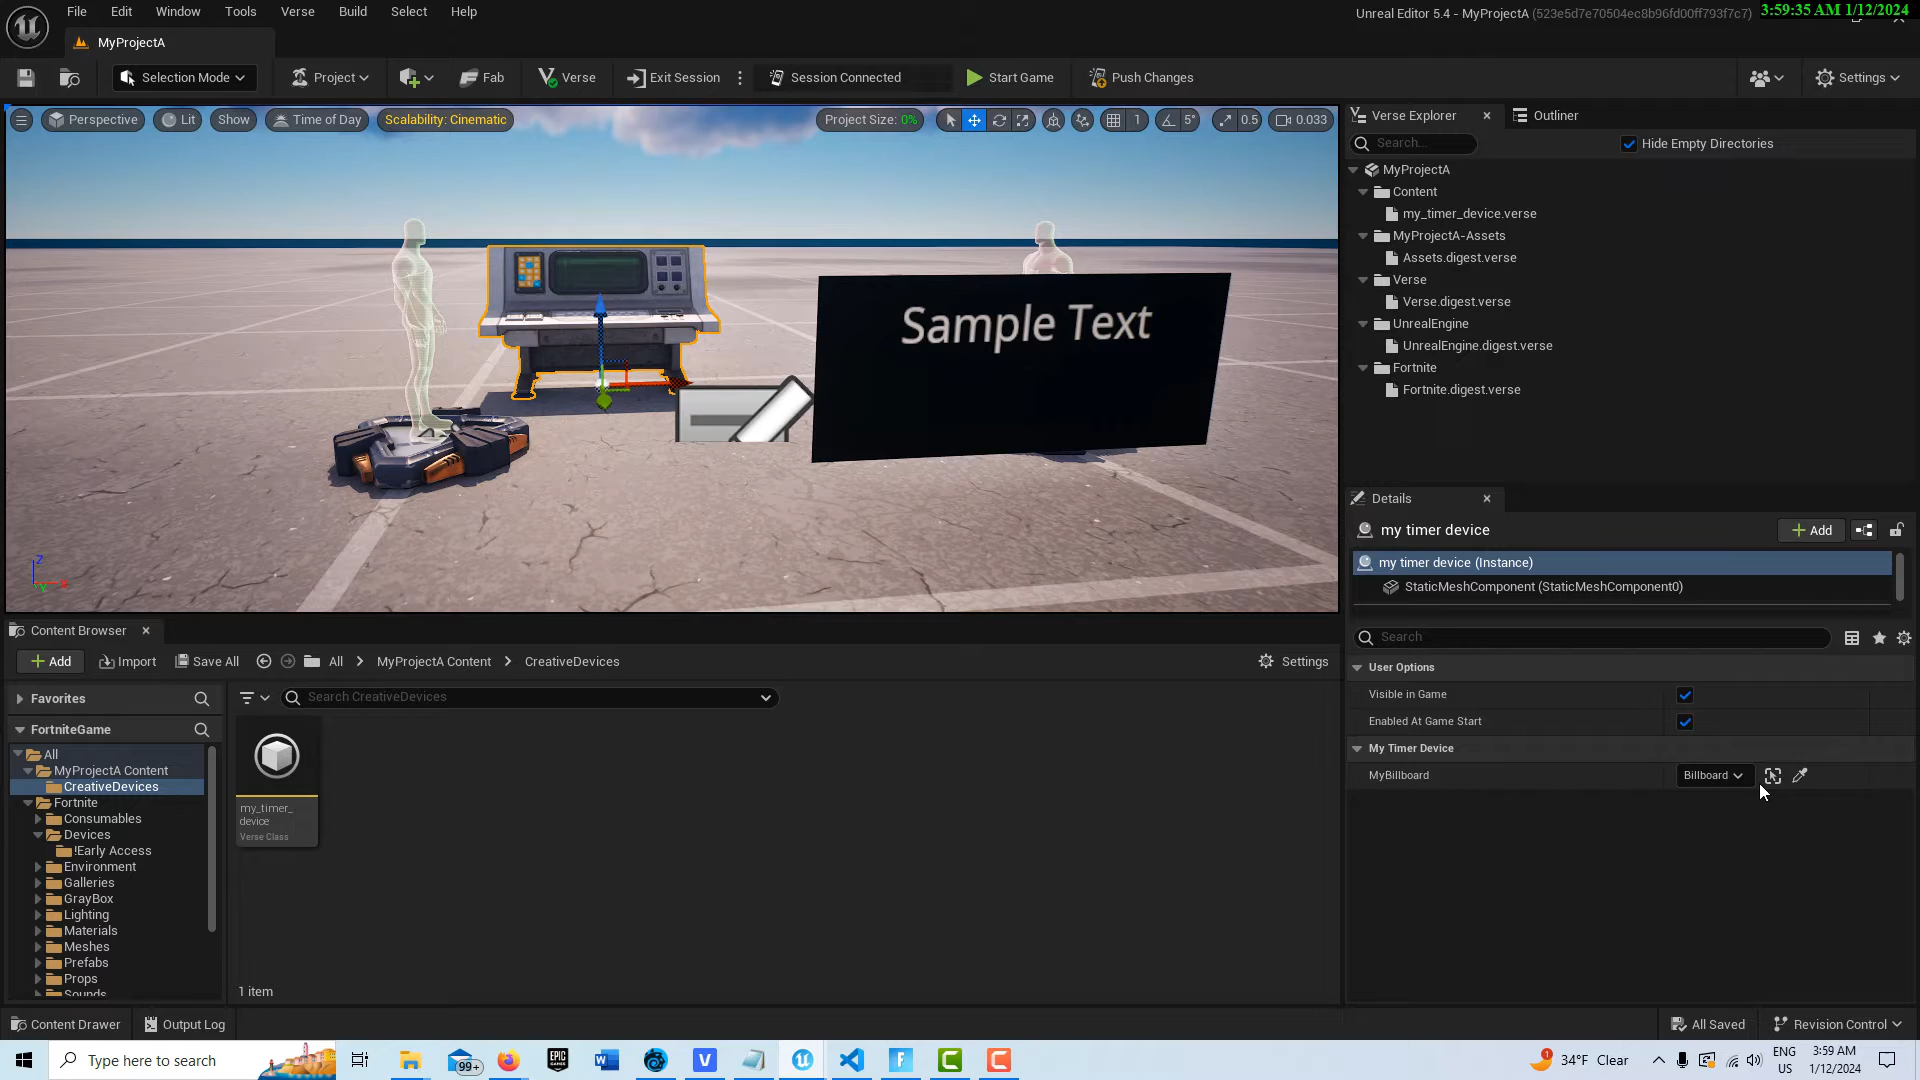 File Edit Window Tools Verse Build Select Help
Unreal Editor 5.4 - MyProjectA (523e5d7e70504ec8b96fd00ff793f7c7)
3:59:35 AM 1/12/2024
MyProjectA
Selection Mode Project Fab Verse Exit Session Session Connected Start Game Push Changes Settings
Perspective Lit Show Time of Day Scalability: Cinematic Project Size: 0% 1 5° 0.5 0.033
Sample Text
Z
X
Verse Explorer Outliner
Search... Hide Empty Directories
MyProjectA
Content
my_timer_device.verse
MyProjectA-Assets
Assets.digest.verse
Verse
Verse.digest.verse
UnrealEngine
UnrealEngine.digest.verse
Fortnite
Fortnite.digest.verse
Details
my timer device Add
my timer device (Instance)
StaticMeshComponent (StaticMeshComponent0)
Search
User Options
Visible in Game
Enabled At Game Start
My Timer Device
MyBillboard Billboard
Content Browser
Add Import Save All All MyProjectA Content CreativeDevices Settings
Favorites
Search CreativeDevices
FortniteGame
All
MyProjectA Content
CreativeDevices
Fortnite
Consumables
Devices
!Early Access
Environment
Galleries
GrayBox
Lighting
Materials
Meshes
Prefabs
Props
Sounds
my_timer_
device
Verse Class
1 item
Content Drawer Output Log All Saved Revision Control
Type here to search
99+
EPIC
GAMES
1
34°F Clear
ENG
US
3:59 AM
1/12/2024